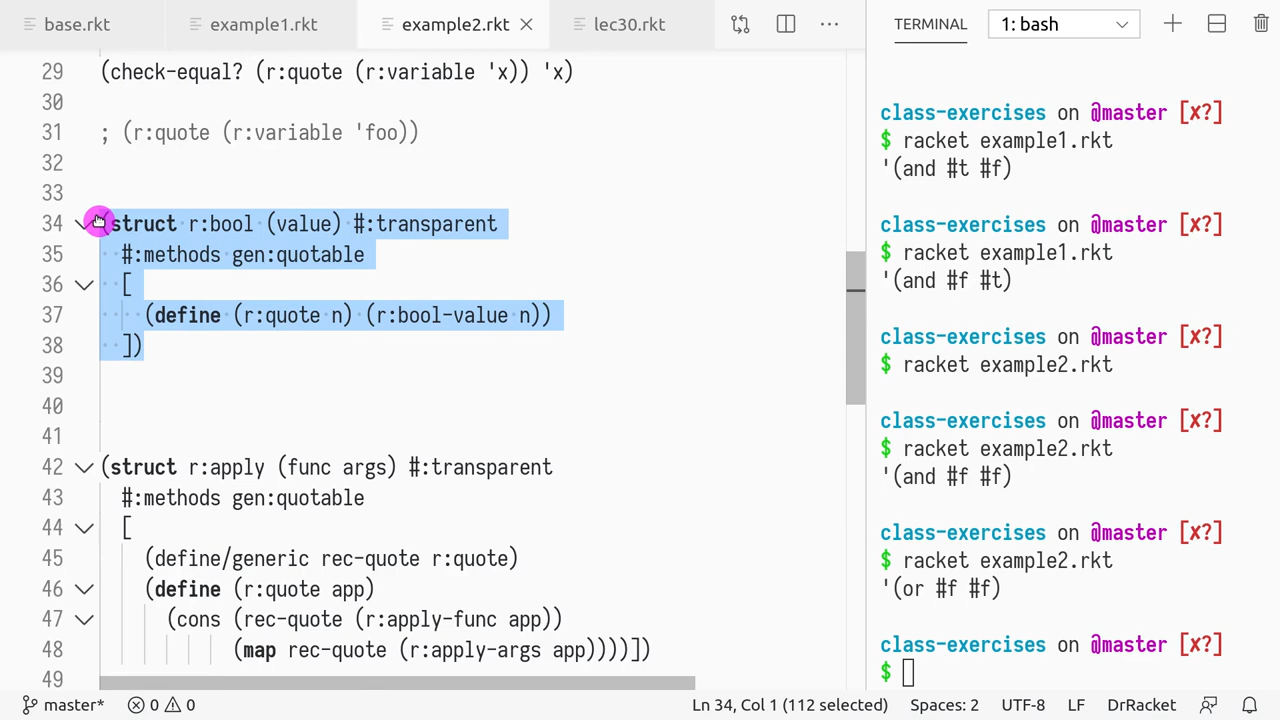 base.rkt example1.rkt example2.rkt lec30.rkt
29 (check-equal? (r:quote (r:variable 'x)) 'x)
30
31 ; (r:quote (r:variable 'foo))
32
33
34 (struct r:bool (value) #:transparent
35 #:methods gen:quotable
36 [
37 (define (r:quote n) (r:bool-value n))
38 ])
39
40
41
42 (struct r:apply (func args) #:transparent
43 #:methods gen:quotable
44 [
45 (define/generic rec-quote r:quote)
46 (define (r:quote app)
47 (cons (rec-quote (r:apply-func app))
48 (map rec-quote (r:apply-args app))))])
49
TERMINAL 1: bash
class-exercises on @master [✘?]
$ racket example1.rkt
'(and #t #f)
class-exercises on @master [✘?]
$ racket example1.rkt
'(and #f #t)
class-exercises on @master [✘?]
$ racket example2.rkt
class-exercises on @master [✘?]
$ racket example2.rkt
'(and #f #f)
class-exercises on @master [✘?]
$ racket example2.rkt
'(or #f #f)
class-exercises on @master [✘?]
$
master* 0 0 Ln 34, Col 1 (112 selected) Spaces: 2 UTF-8 LF DrRacket